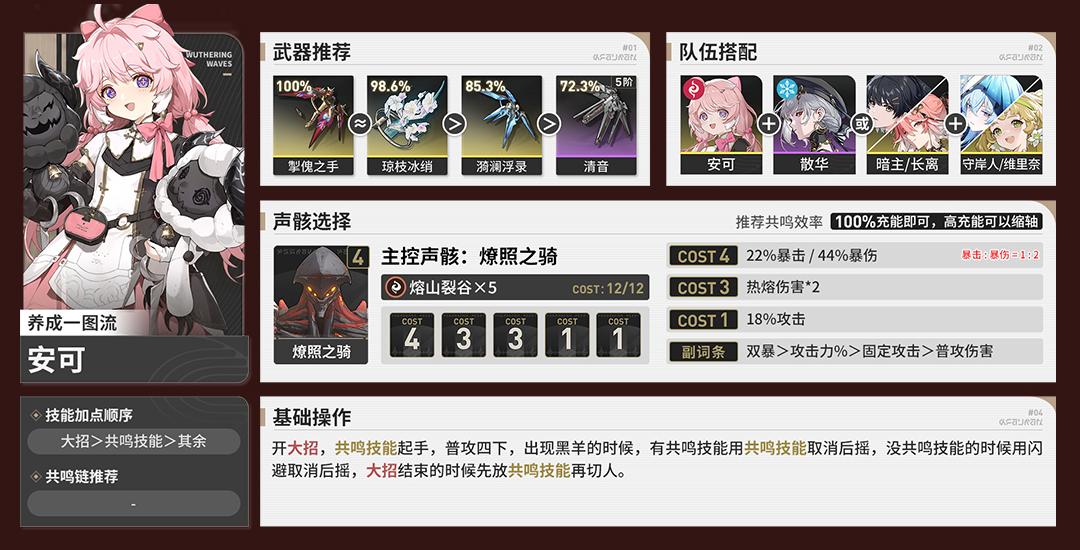 WUTHERING
WAVES
养成一图流
安可
技能加点顺序
大招＞共鸣技能＞其余
共鸣链推荐
-
武器推荐
#01
100%
≈
98.6%
>
85.3%
>
72.3%
5阶
掣傀之手
琼枝冰绡
漪澜浮录
清音
队伍搭配
#02
+
或
+
安可
散华
暗主/长离
守岸人/维里奈
声骸选择
推荐共鸣效率
100%充能即可，高充能可以缩轴
4
燎照之骑
主控声骸：燎照之骑
熔山裂谷×5
COST: 12/12
COST 4
COST 3
COST 3
COST 1
COST 1
COST 4
22%暴击 / 44%暴伤
暴击 : 暴伤 = 1 : 2
COST 3
热熔伤害*2
COST 1
18%攻击
副词条
双暴＞攻击力%＞固定攻击＞普攻伤害
基础操作
#04
开大招，共鸣技能起手，普攻四下，出现黑羊的时候，有共鸣技能用共鸣技能取消后摇，没共鸣技能的时候用闪
避取消后摇，大招结束的时候先放共鸣技能再切人。